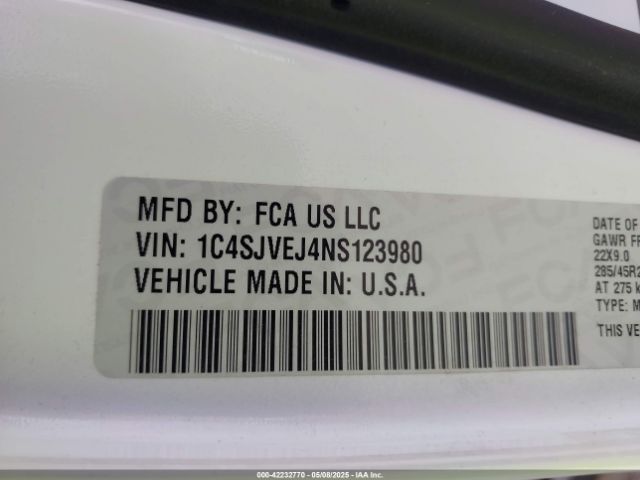 MFD BY: FCA US LLC
VIN: 1C4SJVEJ4NS123980
VEHICLE MADE IN: U.S.A.
DATE OF
GAWR FR
22X9.0
285/45R2
AT 275 k
TYPE: M
THIS VE
000-42232770 - 05/08/2025 - IAA Inc.